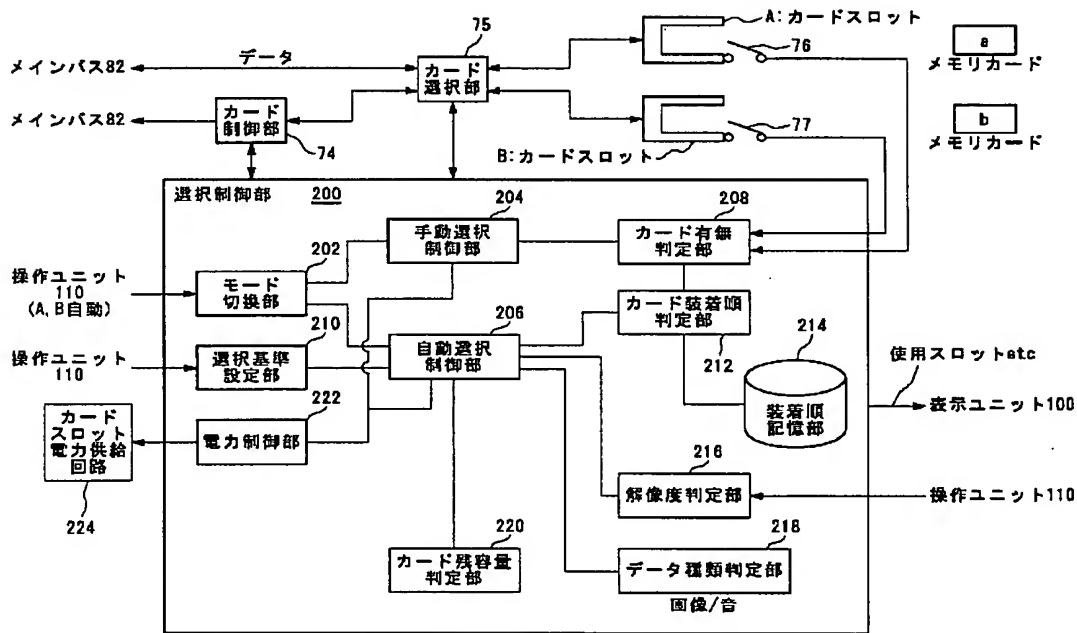 75
A:カードスロット
データ
76
a
メインバス82
カード
選択部
メモリカード
メインバス82
カード
制御部
77
b
74
B:カードスロット
メモリカード
選択制御部
200
204
208
手動選択
制御部
カード有無
判定部
202
操作ユニット
110
(A,B自動)
モード
切換部
カード装着順
判定部
210
206
214
操作ユニット
110
選択基準
設定部
自動選択
制御部
212
使用スロットetc
222
装着順
記憶部
表示ユニット100
カード
スロット
電力供給
回路
電力制御部
216
解像度判定部
操作ユニット110
224
220
218
カード残容量
判定部
データ種類判定部
画像/音